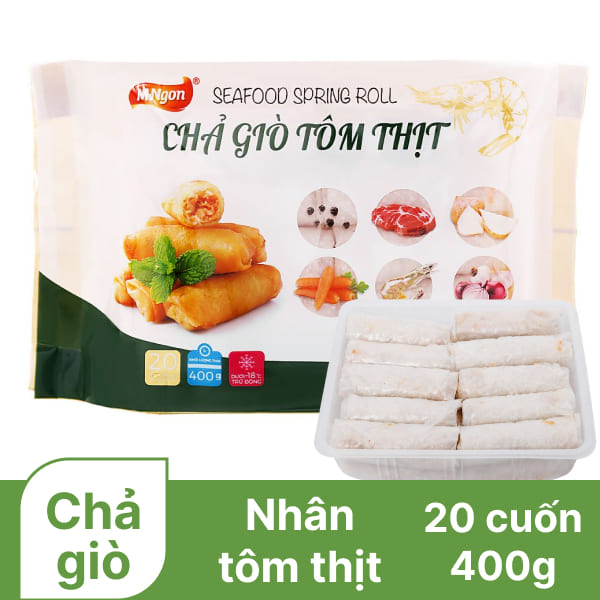 M.Ngon®
SEAFOOD SPRING ROLL
CHẢ GIÒ TÔM THỊT
20
400g
DƯỚI -18°C
TRỮ ĐÔNG
Chả
giò
Nhân
tôm thịt
20 cuốn
400g